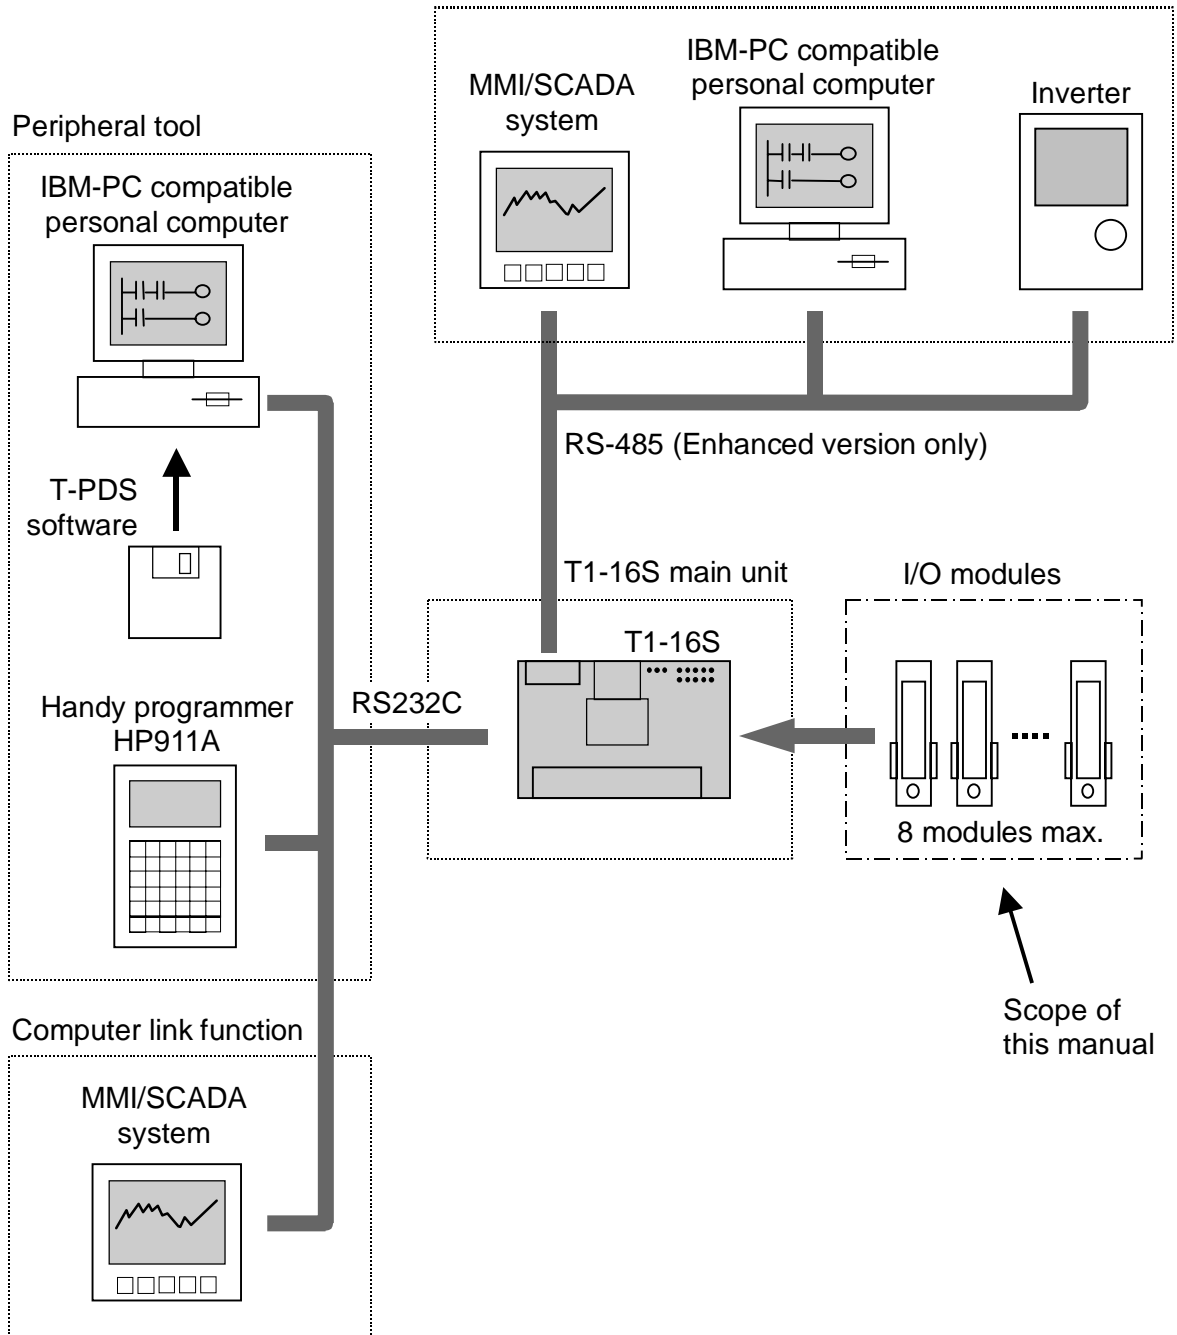 MMI/SCADA
system
IBM-PC compatible
personal computer
Inverter
Peripheral tool
IBM-PC compatible
personal computer
T-PDS
software
Handy programmer
HP911A
RS-485 (Enhanced version only)
T1-16S main unit
T1-16S
RS232C
I/O modules
8 modules max.
Scope of
this manual
Computer link function
MMI/SCADA
system